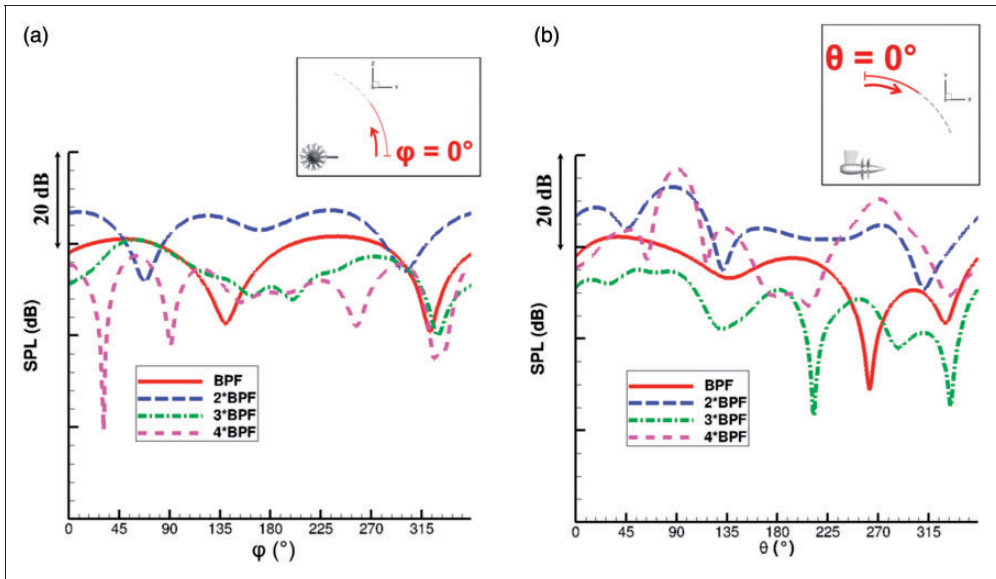 (a)
Z
Y
φ = 0°
20 dB
SPL (dB)
BPF
2*BPF
3*BPF
4*BPF
0 45 90 135 180 225 270 315
φ (°)
(b)
θ = 0°
Y
X
20 dB
SPL (dB)
BPF
2*BPF
3*BPF
4*BPF
0 45 90 135 180 225 270 315
θ (°)